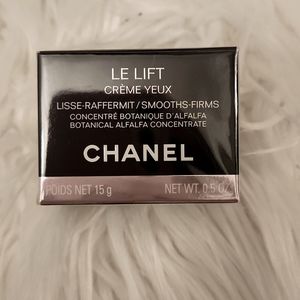 LE LIFT
CRÈME YEUX
LISSE-RAFFERMIT / SMOOTHS-FIRMS
CONCENTRÉ BOTANIQUE D'ALFALFA
BOTANICAL ALFALFA CONCENTRATE
CHANEL
POIDS NET 15 g NET WT. 0.5 OZ.